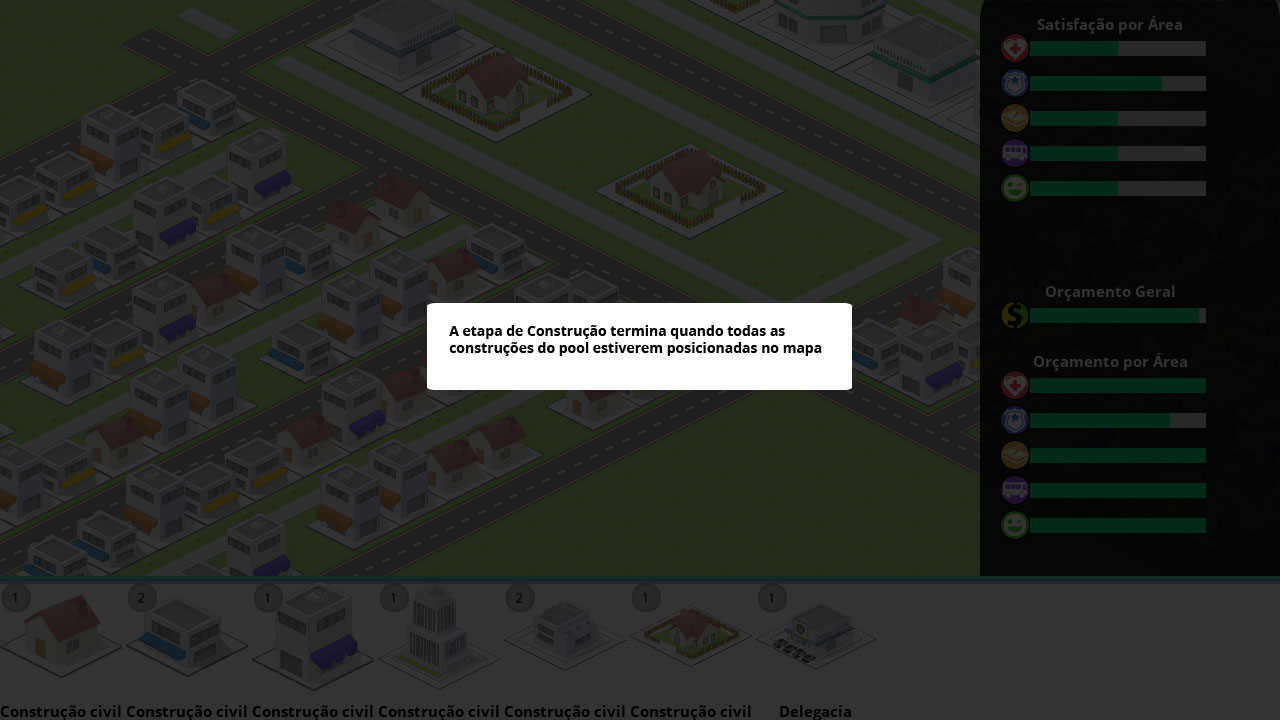 Satisfação por Área
Orçamento Geral
Orçamento por Área
A etapa de Construção termina quando todas as
construções do pool estiverem posicionadas no mapa
1 2 1 1 2 1 1
Construção civil Construção civil Construção civil Construção civil Construção civil Construção civil Delegacia